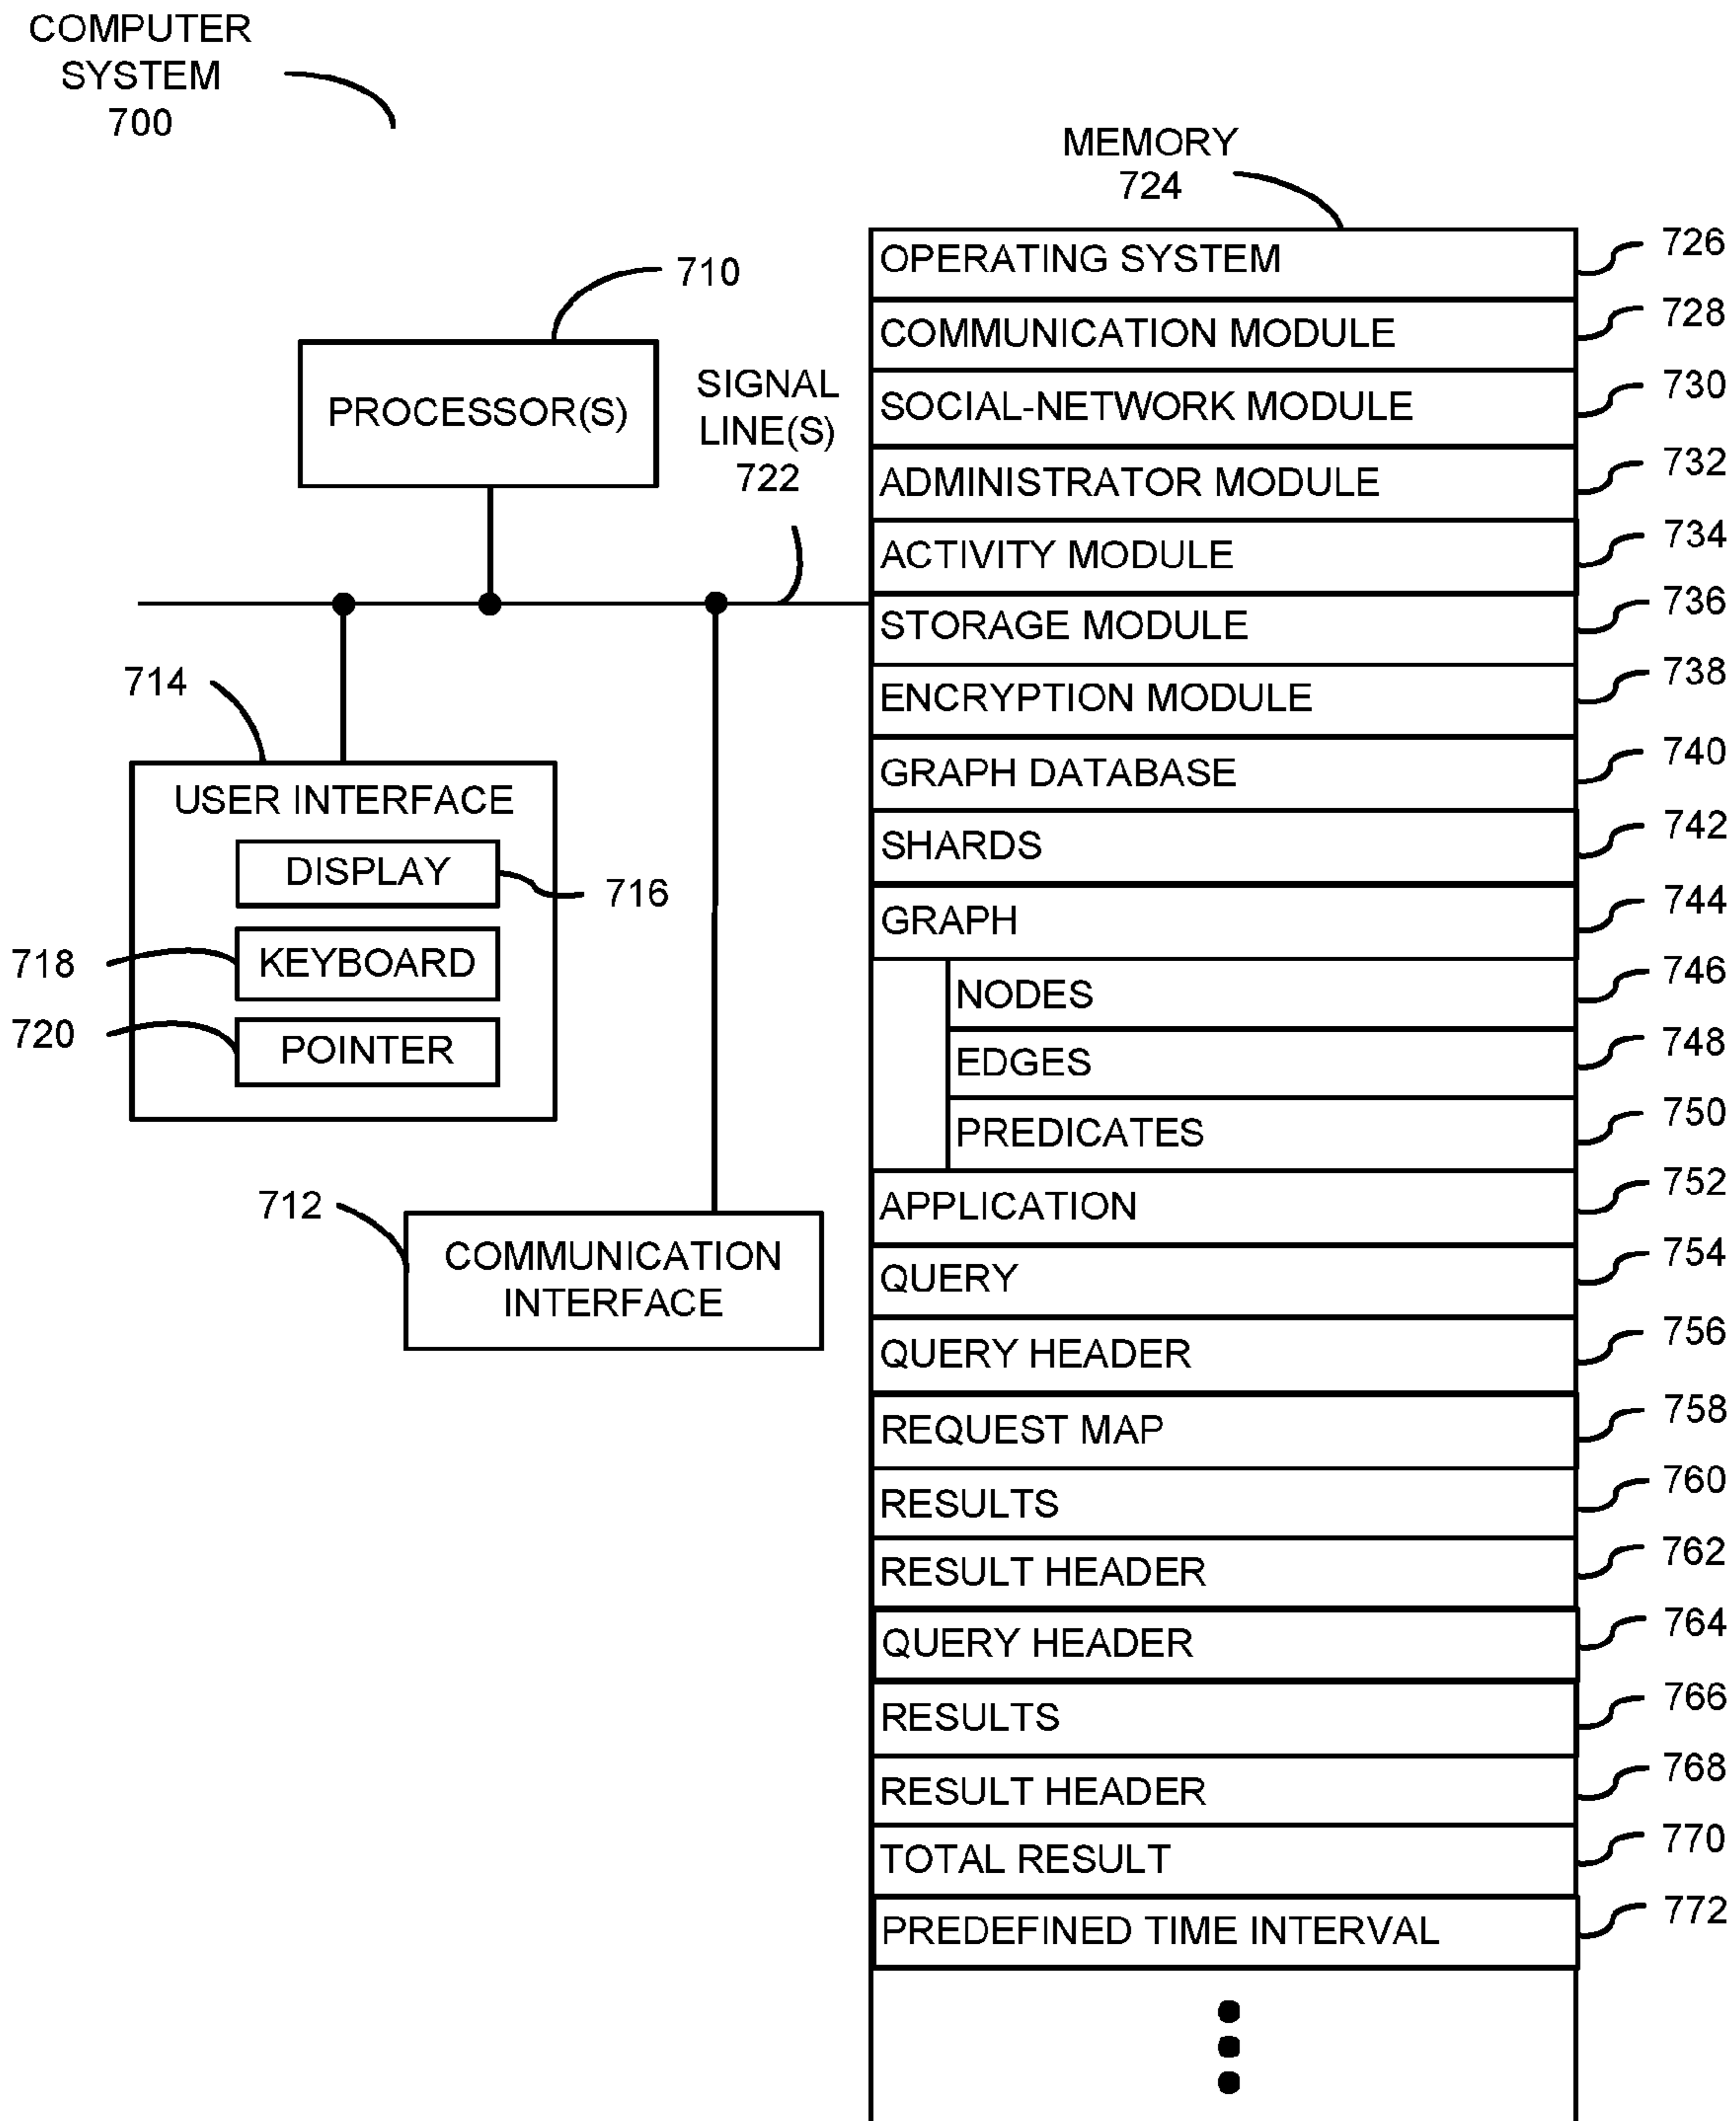 COMPUTER
SYSTEM
700
MEMORY
724
OPERATING SYSTEM
726
COMMUNICATION MODULE
728
SOCIAL-NETWORK MODULE
730
ADMINISTRATOR MODULE
732
ACTIVITY MODULE
734
STORAGE MODULE
736
ENCRYPTION MODULE
738
GRAPH DATABASE
740
SHARDS
742
GRAPH
744
NODES
746
EDGES
748
PREDICATES
750
APPLICATION
752
QUERY
754
QUERY HEADER
756
REQUEST MAP
758
RESULTS
760
RESULT HEADER
762
QUERY HEADER
764
RESULTS
766
RESULT HEADER
768
TOTAL RESULT
770
PREDEFINED TIME INTERVAL
772
710
PROCESSOR(S)
SIGNAL
LINE(S)
722
714
USER INTERFACE
DISPLAY
716
718
KEYBOARD
720
POINTER
712
COMMUNICATION
INTERFACE